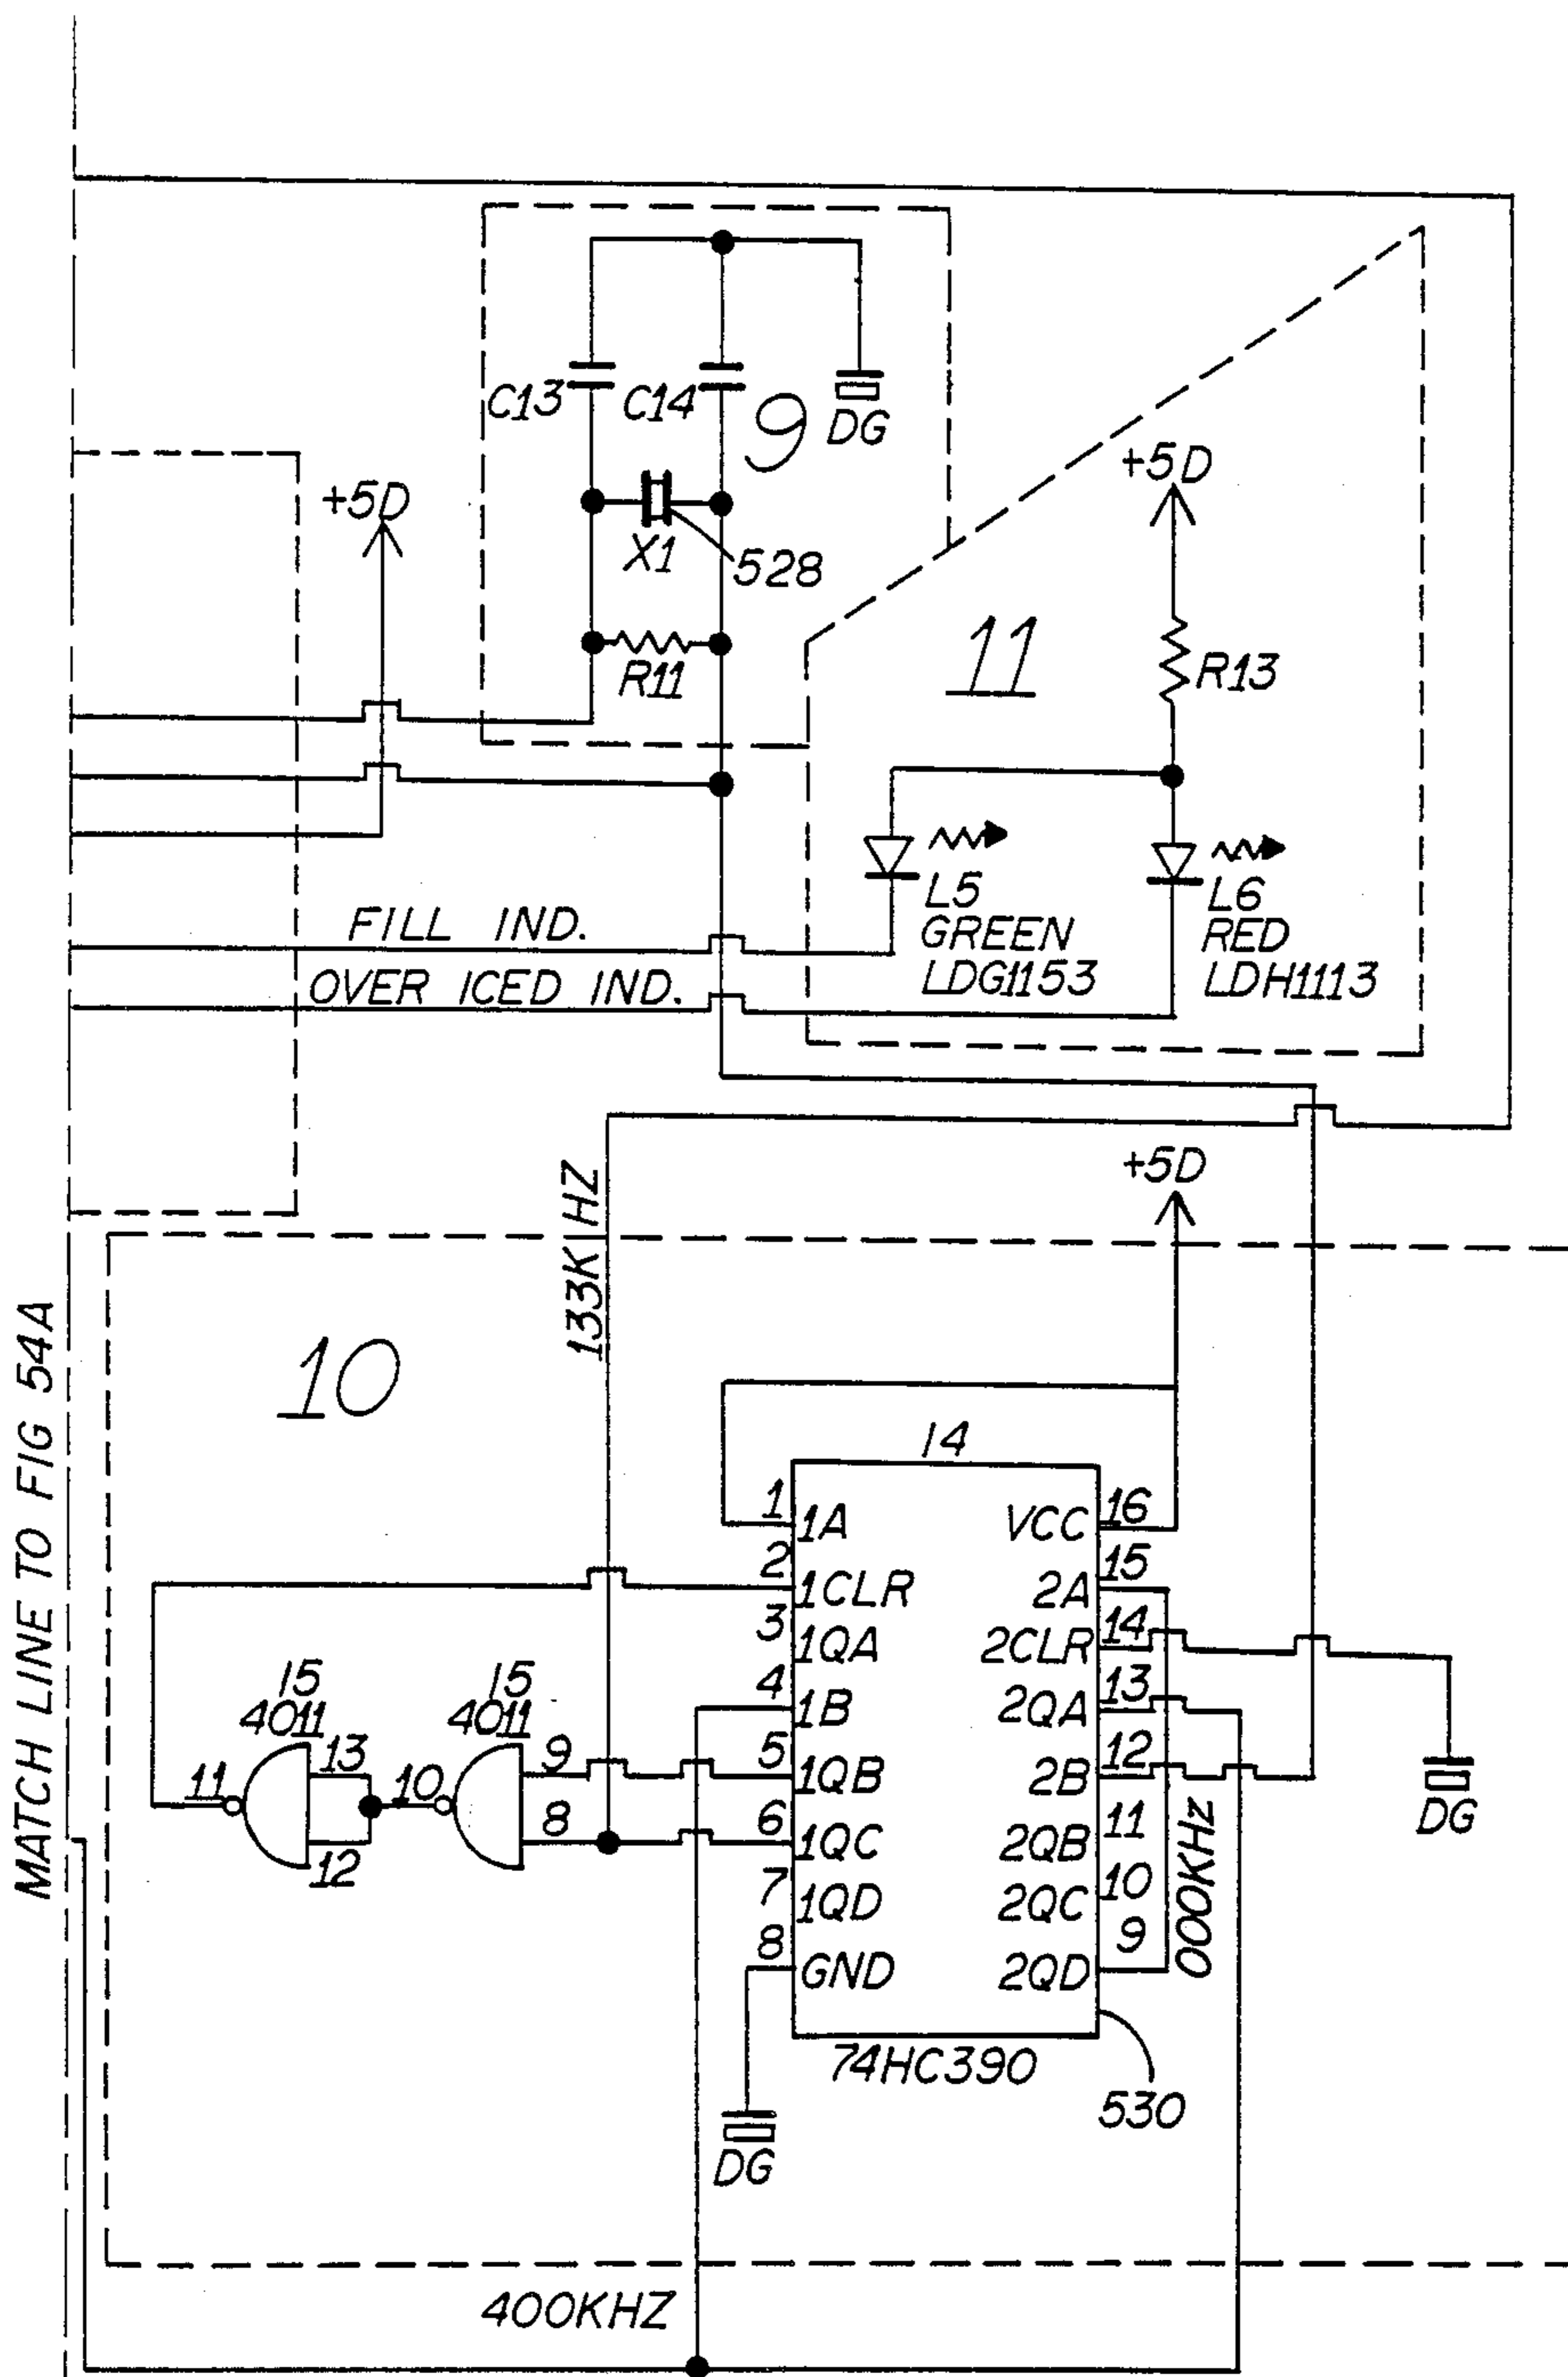 C13
C14
9
DG
+5D
X1
528
R11
11
+5D
R13
L5
GREEN
LDG1153
L6
RED
LDH1113
FILL IND.
OVER ICED IND.
133KHZ
+5D
MATCH LINE TO FIG 54A
10
14
1
1A
VCC
16
2
1CLR
2A
15
3
1QA
2CLR
14
4
1B
2QA
13
5
1QB
2B
12
6
1QC
2QB
11
7
1QD
2QC
10
8
GND
2QD
9
74HC390
530
000KHz
DG
15
4011
11
13
12
15
4011
10
9
8
DG
400KHZ